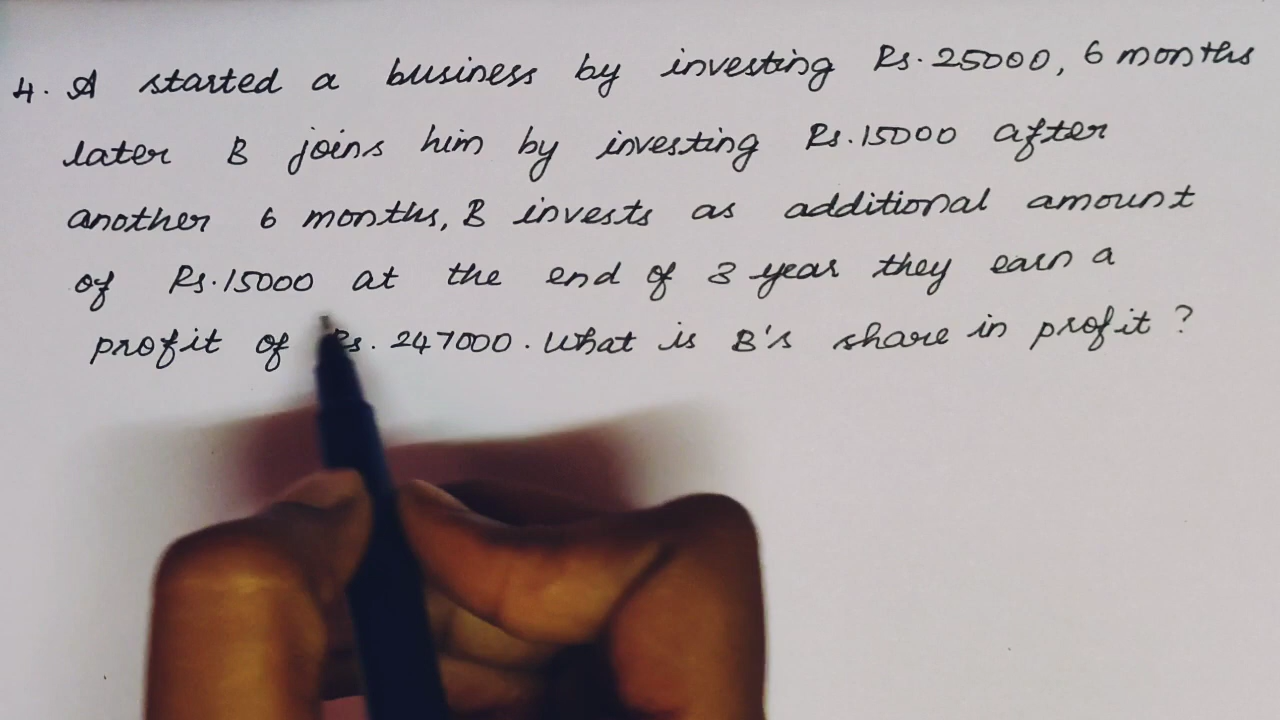 4. A started a business by investing Rs. 25000, 6 months
later B joins him by investing Rs. 15000 after
another 6 months, B invests as additional amount
of Rs. 15000 at the end of 3 year they earn a
profit of Rs. 247000. What is B's share in profit ?